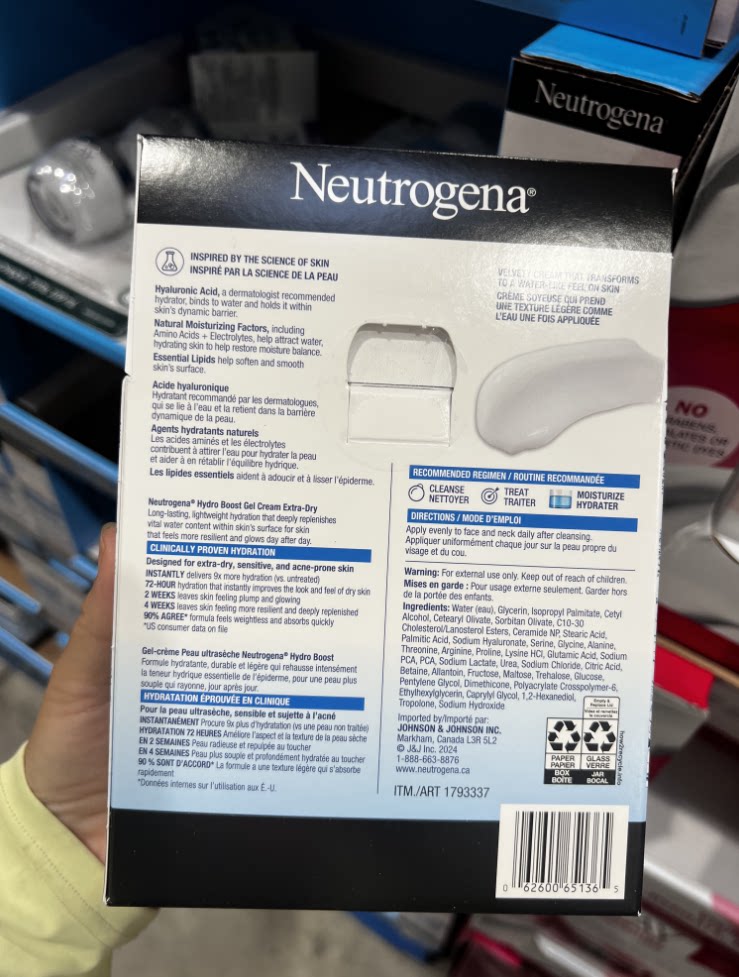 Neutrogena
Neutrogena®
INSPIRED BY THE SCIENCE OF SKIN
INSPIRÉ PAR LA SCIENCE DE LA PEAU
Hyaluronic Acid, a dermatologist recommended
hydrator, binds to water and holds it within
skin's dynamic barrier.
Natural Moisturizing Factors, including
Amino Acids + Electrolytes, help attract water,
hydrating skin to help restore moisture balance.
Essential Lipids help soften and smooth
skin's surface.
Acide hyaluronique
Hydratant recommandé par les dermatologues,
qui se lie à l'eau et la retient dans la barrière
dynamique de la peau.
Agents hydratants naturels
Les acides aminés et les électrolytes
contribuent à attirer l'eau pour hydrater la peau
et aider à en rétablir l'équilibre hydrique.
Les lipides essentiels aident à adoucir et à lisser l'épiderme.
Neutrogena® Hydro Boost Gel Cream Extra-Dry
Long-lasting, lightweight hydration that deeply replenishes
vital water content within skin's surface for skin
that feels more resilient and glows day after day.
CLINICALLY PROVEN HYDRATION
Designed for extra-dry, sensitive, and acne-prone skin
INSTANTLY delivers 9x more hydration (vs. untreated)
72-HOUR hydration that instantly improves the look and feel of dry skin
2 WEEKS leaves skin feeling plump and glowing
4 WEEKS leaves skin feeling more resilient and deeply replenished
90% AGREE* formula feels weightless and absorbs quickly
*US consumer data on file
Gel-crème Peau ultrasèche Neutrogena® Hydro Boost
Formule hydratante, durable et légère qui rehausse intensément
la teneur hydrique essentielle de l'épiderme, pour une peau plus
souple qui rayonne, jour après jour.
HYDRATATION ÉPROUVÉE EN CLINIQUE
Pour la peau ultrasèche, sensible et sujette à l'acné
INSTANTANÉMENT Procure 9x plus d'hydratation (vs une peau non traitée)
HYDRATATION 72 HEURES Améliore l'aspect et la texture de la peau sèche
EN 2 SEMAINES Peau radieuse et repulpée au toucher
EN 4 SEMAINES Peau plus souple et profondément hydratée au toucher
90 % SONT D'ACCORD* La formule a une texture légère qui s'absorbe
rapidement
*Données internes sur l'utilisation aux É.-U.
VELVETY CREAM THAT TRANSFORMS
TO A WATER-LIKE FEEL ON SKIN
CRÈME SOYEUSE QUI PREND
UNE TEXTURE LÉGÈRE COMME
L'EAU UNE FOIS APPLIQUÉE
RECOMMENDED REGIMEN / ROUTINE RECOMMANDÉE
CLEANSE
NETTOYER
TREAT
TRAITER
MOISTURIZE
HYDRATER
DIRECTIONS / MODE D'EMPLOI
Apply evenly to face and neck daily after cleansing.
Appliquer uniformément chaque jour sur la peau propre du
visage et du cou.
Warning: For external use only. Keep out of reach of children.
Mises en garde : Pour usage externe seulement. Garder hors
de la portée des enfants.
Ingredients: Water (eau), Glycerin, Isopropyl Palmitate, Cetyl
Alcohol, Cetearyl Olivate, Sorbitan Olivate, C10-30
Cholesterol/Lanosterol Esters, Ceramide NP, Stearic Acid,
Palmitic Acid, Sodium Hyaluronate, Serine, Glycine, Alanine,
Threonine, Arginine, Proline, Lysine HCl, Glutamic Acid, Sodium
PCA, PCA, Sodium Lactate, Urea, Sodium Chloride, Citric Acid,
Betaine, Allantoin, Fructose, Maltose, Trehalose, Glucose,
Pentylene Glycol, Dimethicone, Polyacrylate Crosspolymer-6,
Ethylhexylglycerin, Caprylyl Glycol, 1,2-Hexanediol,
Tropolone, Sodium Hydroxide
Imported by/Importé par:
JOHNSON & JOHNSON INC.
Markham, Canada L3R 5L2
© J&J Inc. 2024
1-888-663-8876
www.neutrogena.ca
ITM./ART 1793337
PAPER
PAPIER
BOX
BOÎTE
GLASS
VERRE
JAR
BOCAL
how2recycle.info
0 62600 65136 5
NO